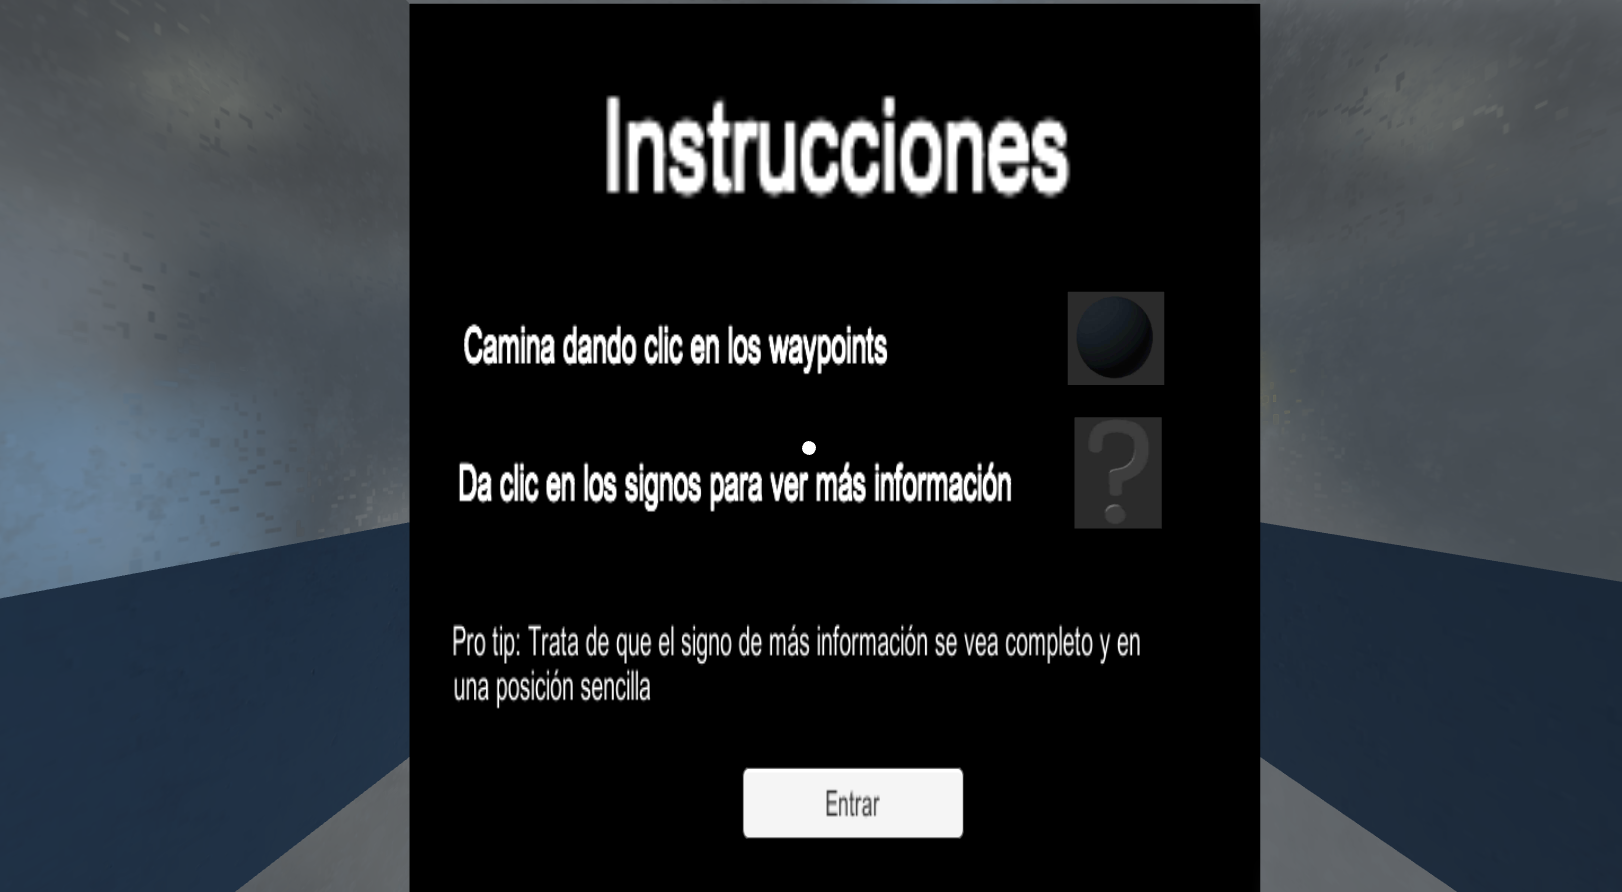 Instrucciones
Camina dando clic en los waypoints
Da clic en los signos para ver más información
?
Pro tip: Trata de que el signo de más información se vea completo y en
una posición sencilla
Entrar